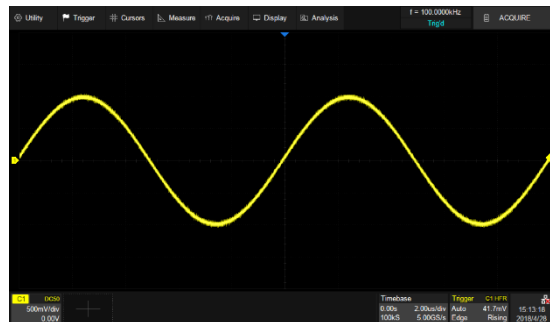 Utility Trigger Cursors Measure Acquire Display Analysis
f = 100.0000kHz
Trig'd
ACQUIRE
C1 DC50
500mV/div
0.00V
Timebase
0.00s 2.00us/div
100kS 5.00GS/s
Trigger C1 HFR
Auto 41.7mV
Edge Rising
15:13:18
2018/4/28